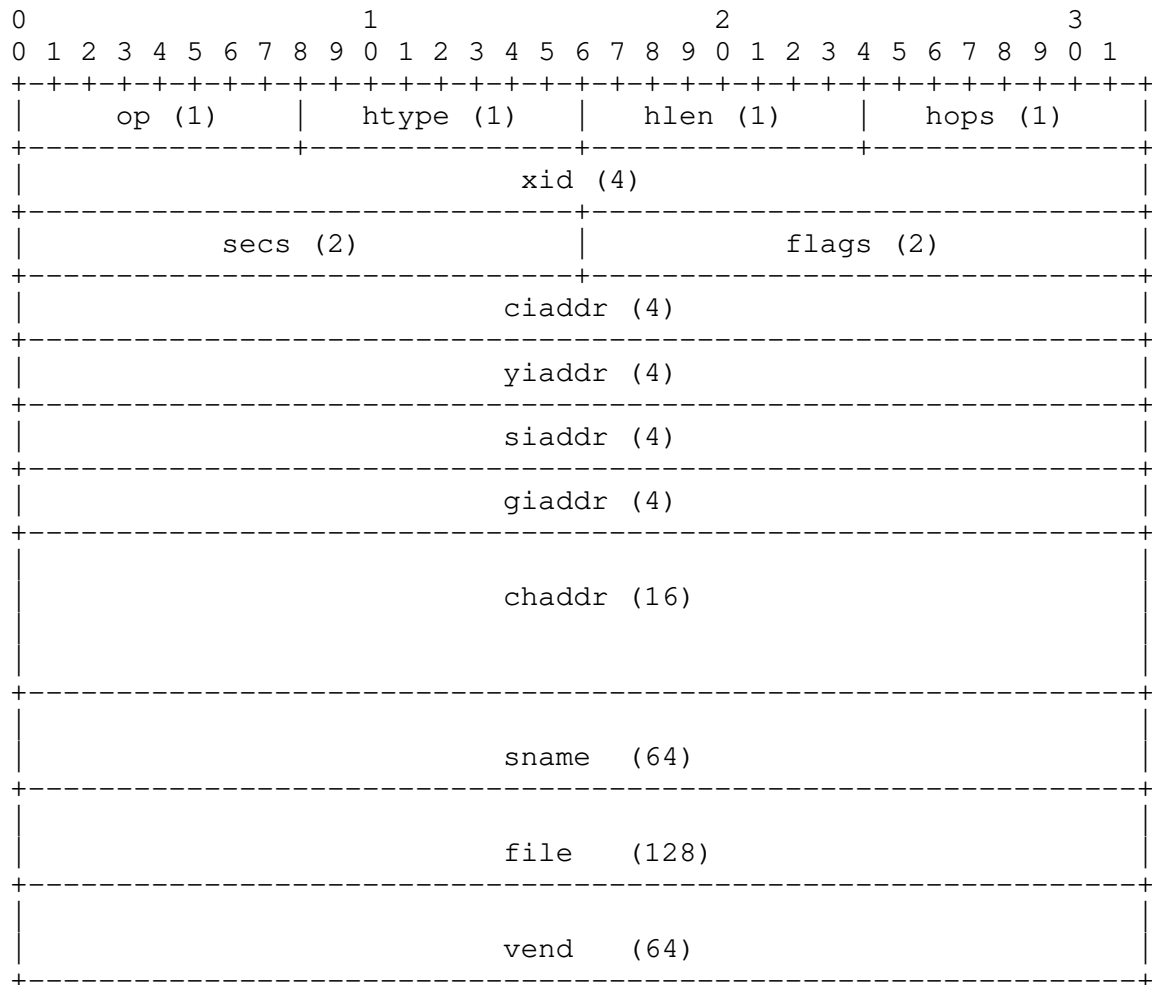 0                   1                   2                   3
0 1 2 3 4 5 6 7 8 9 0 1 2 3 4 5 6 7 8 9 0 1 2 3 4 5 6 7 8 9 0 1
+-+-+-+-+-+-+-+-+-+-+-+-+-+-+-+-+-+-+-+-+-+-+-+-+-+-+-+-+-+-+-+-+
|     op (1)    |   htype (1)   |   hlen (1)    |   hops (1)    |
+---------------+---------------+---------------+---------------+
|                            xid (4)                            |
+-------------------------------+-------------------------------+
|           secs (2)            |           flags (2)           |
+-------------------------------+-------------------------------+
|                           ciaddr (4)                          |
+---------------------------------------------------------------+
|                           yiaddr (4)                          |
+---------------------------------------------------------------+
|                           siaddr (4)                          |
+---------------------------------------------------------------+
|                           giaddr (4)                          |
+---------------------------------------------------------------+
|                                                               |
|                           chaddr (16)                         |
|                                                               |
|                                                               |
+---------------------------------------------------------------+
|                                                               |
|                           sname  (64)                         |
+---------------------------------------------------------------+
|                                                               |
|                           file   (128)                        |
+---------------------------------------------------------------+
|                                                               |
|                           vend   (64)                         |
+---------------------------------------------------------------+